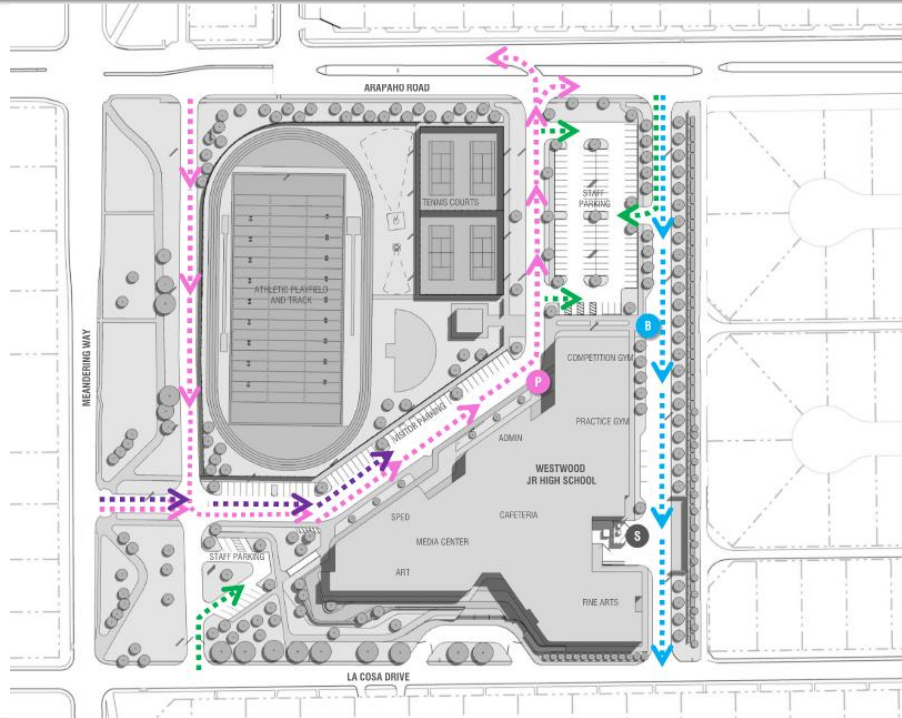 ARAPAHO ROAD
TENNIS COURTS
STAFF
PARKING
ATHLETIC PLAYFIELD
AND TRACK
B
MEANDERING WAY
COMPETITION GYM
P
VISITOR PARKING
PRACTICE GYM
ADMIN
WESTWOOD
JR HIGH SCHOOL
SPED
CAFETERIA
S
MEDIA CENTER
STAFF PARKING
ART
FINE ARTS
LA COSA DRIVE